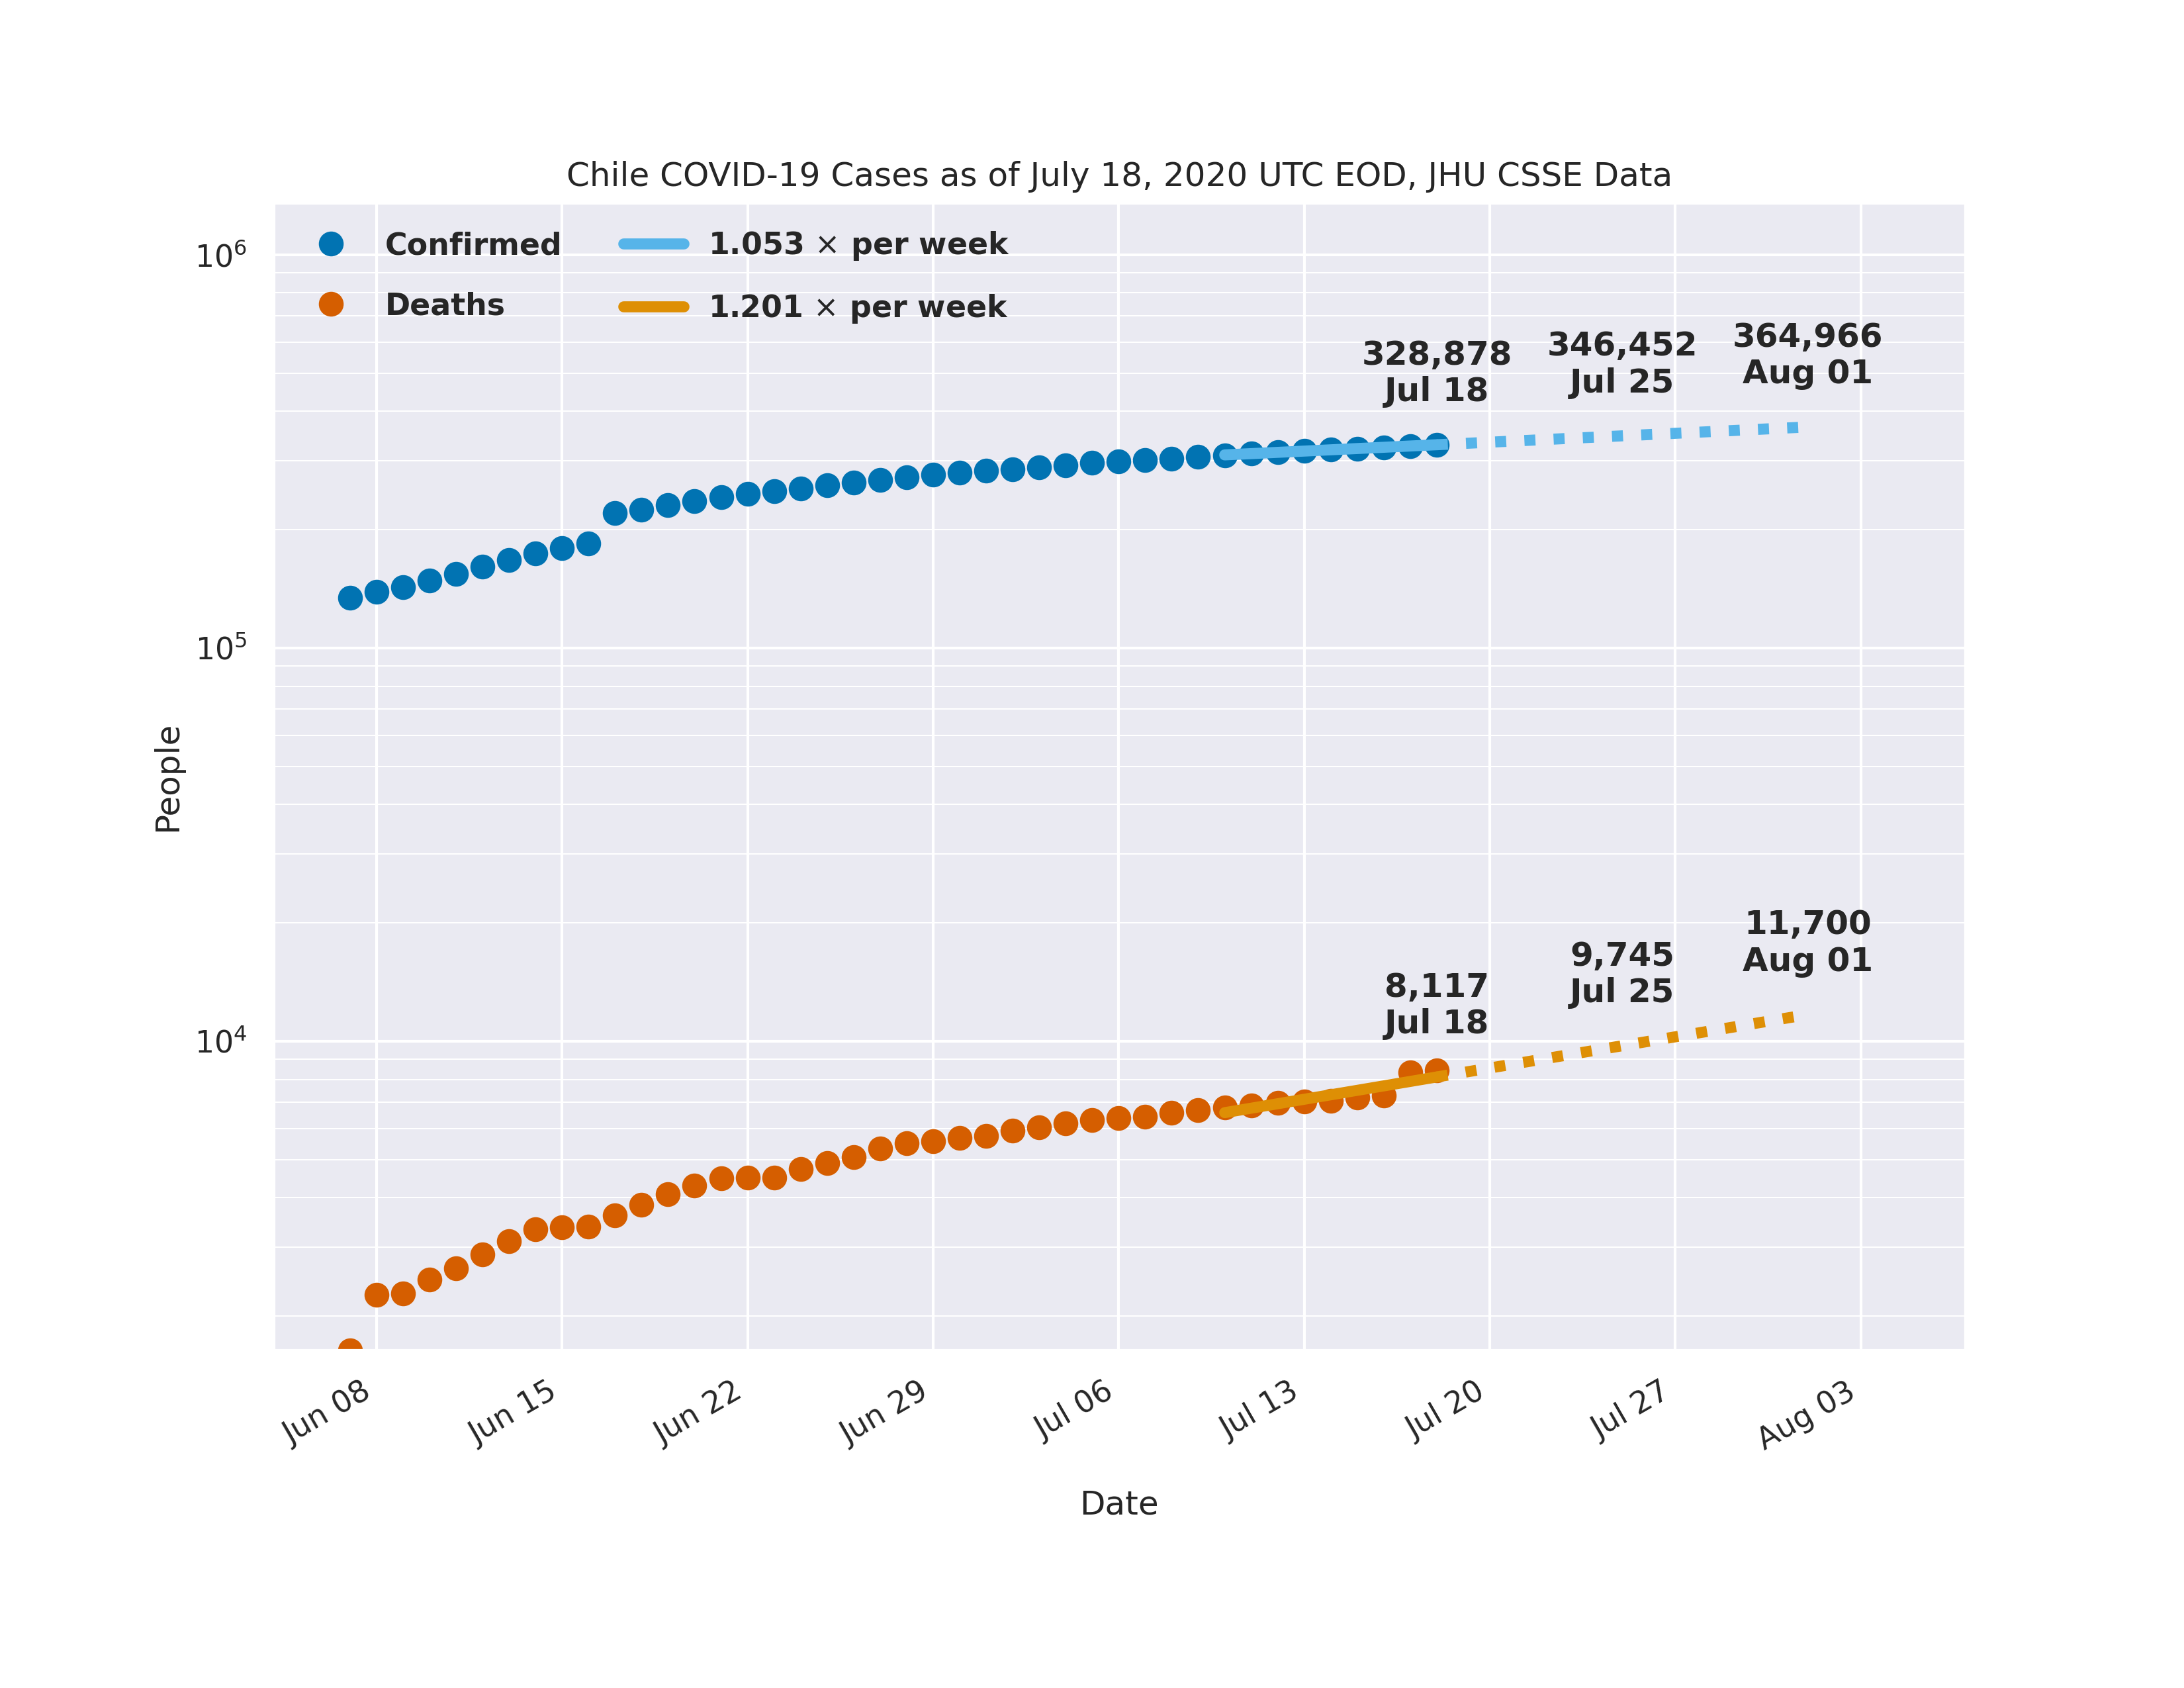 Chile COVID-19 Cases as of July 18, 2020 UTC EOD, JHU CSSE Data
Confirmed
Deaths
1.053 × per week
1.201 × per week
328,878
Jul 18
346,452
Jul 25
364,966
Aug 01
8,117
Jul 18
9,745
Jul 25
11,700
Aug 01
10⁶
10⁵
10⁴
People
Jun 08
Jun 15
Jun 22
Jun 29
Jul 06
Jul 13
Jul 20
Jul 27
Aug 03
Date